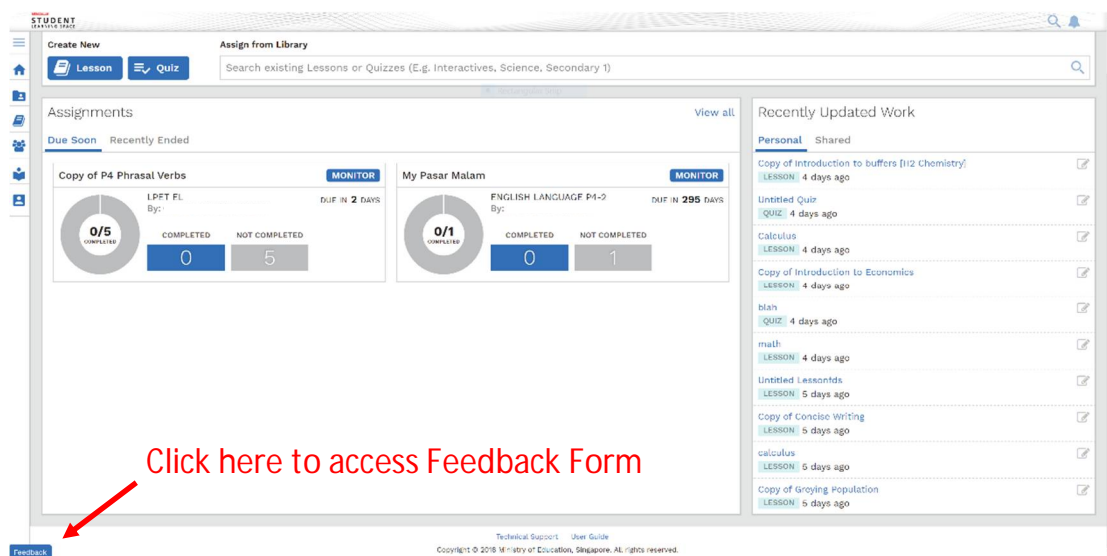 STUDENT
LEARNING SPACE
Create New
Assign from Library
Lesson
Quiz
Search existing Lessons or Quizzes (E.g. Interactives, Science, Secondary 1)
Assignments
View all
Due Soon Recently Ended
Copy of P4 Phrasal Verbs
MONITOR
LPET EL
DUE IN 2 DAYS
By:
0/5
COMPLETED
COMPLETED NOT COMPLETED
0 5
My Pasar Malam
MONITOR
ENGLISH LANGUAGE P4-2
DUE IN 295 DAYS
By:
0/1
COMPLETED
COMPLETED NOT COMPLETED
0 1
Recently Updated Work
Personal Shared
Copy of Introduction to buffers [H2 Chemistry]
LESSON 4 days ago
Untitled Quiz
QUIZ 4 days ago
Calculus
LESSON 4 days ago
Copy of Introduction to Economics
LESSON 4 days ago
blah
QUIZ 4 days ago
math
LESSON 4 days ago
Untitled Lessonfds
LESSON 5 days ago
Copy of Concise Writing
LESSON 5 days ago
calculus
LESSON 5 days ago
Copy of Greying Population
LESSON 5 days ago
Click here to access Feedback Form
Feedback
Technical Support User Guide
Copyright © 2018 Ministry of Education, Singapore. All rights reserved.